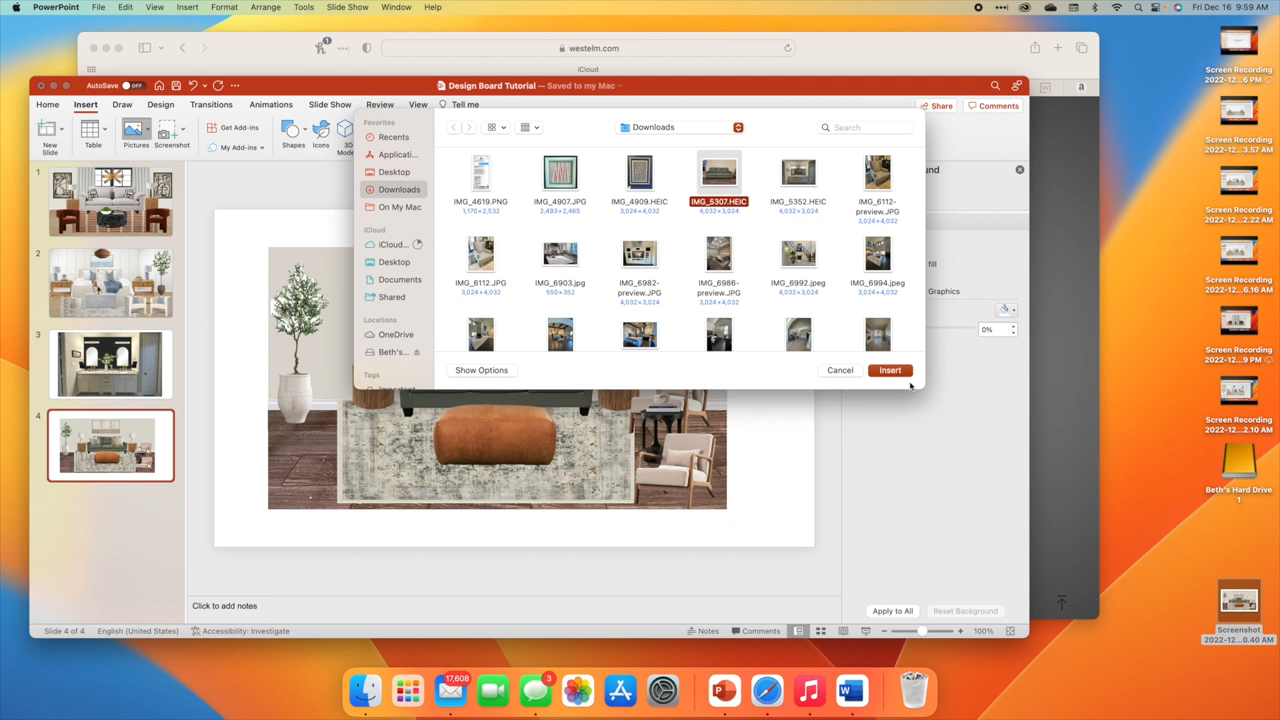 PowerPoint File Edit View Insert Format Arrange Tools Slide Show Window Help Fri Dec 16 9:59 AM
1
westelm.com
iCloud
AutoSave OFF Design Board Tutorial — Saved to my Mac
Home Insert Draw Design Transitions Animations Slide Show Review View Tell me Share Comments
New Slide
Table
Pictures
Screenshot
Get Add-ins
My Add-ins
Shapes
Icons
3D
ound
fill
Graphics
0%
Apply to All
Reset Background
Favorites
Recents
Applicati...
Desktop
Downloads
On My Mac
iCloud
iCloud...
Desktop
Documents
Shared
Locations
OneDrive
Beth's...
Tags
Downloads
Search
IMG_4619.PNG
1,170×2,532
IMG_4907.JPG
2,493×2,465
IMG_4909.HEIC
3,024×4,032
IMG_5307.HEIC
4,032×3,024
IMG_5352.HEIC
4,032×3,024
IMG_6112-
preview.JPG
3,024×4,032
IMG_6112.JPG
3,024×4,032
IMG_6903.jpg
550×352
IMG_6982-
preview.JPG
4,032×3,024
IMG_6986-
preview.JPG
3,024×4,032
IMG_6992.jpeg
4,032×3,024
IMG_6994.jpeg
3,024×4,032
Show Options
Cancel
Insert
1
2
3
4
Click to add notes
Slide 4 of 4 English (United States) Accessibility: Investigate Notes Comments 100%
Screen Recording
2022-12...6 PM
Screen Recording
2022-12...3.57 AM
Screen Recording
2022-12...2.22 AM
Screen Recording
2022-12...6.16 AM
Screen Recording
2022-12...9 PM
Screen Recording
2022-12...2.10 AM
Beth's Hard Drive
1
Screenshot
2022-12...0.40 AM
17,608
3